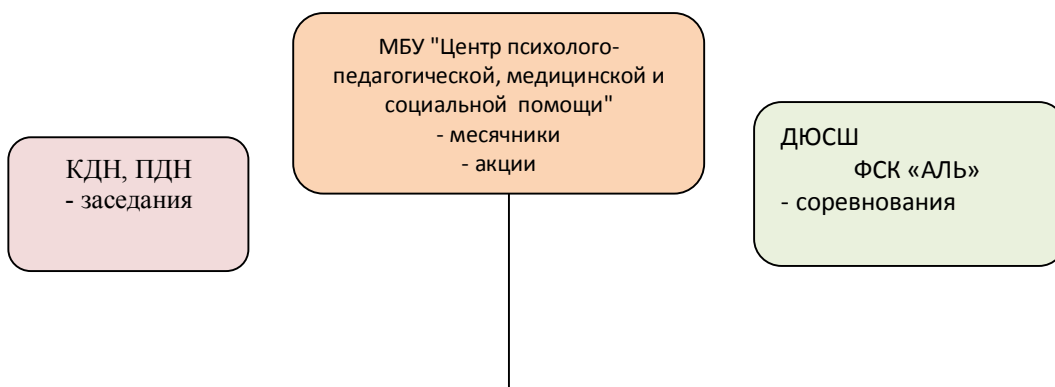 МБУ "Центр психолого-
педагогической, медицинской и
социальной помощи"
- месячники
- акции
КДН, ПДН
- заседания
ДЮСШ
ФСК «АЛЬ»
- соревнования